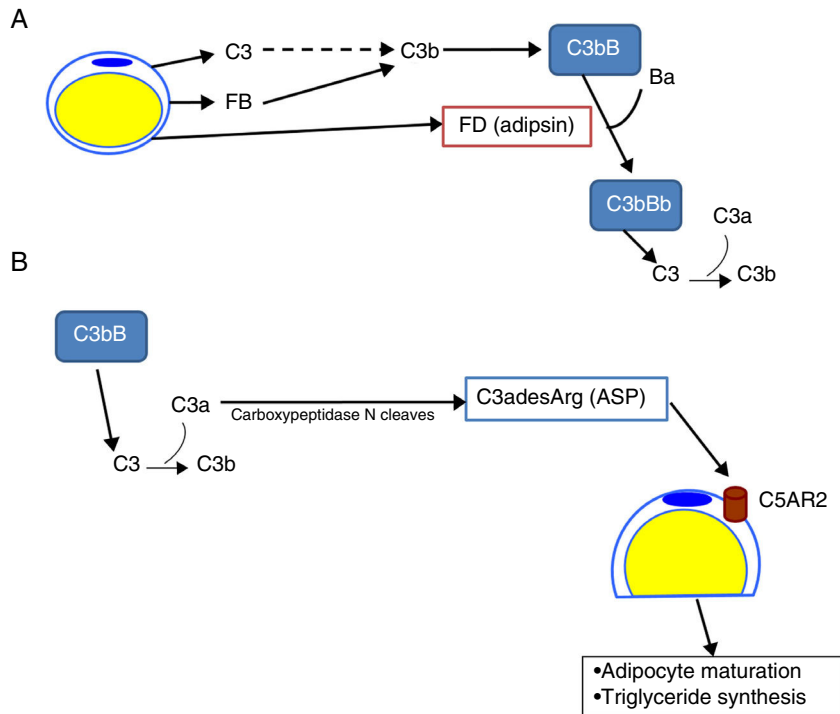 A
C3
C3b
C3bB
FB
Ba
FD (adipsin)
C3bBb
C3a
C3
C3b
B
C3bB
C3a
Carboxypeptidase N cleaves
C3adesArg (ASP)
C3
C3b
C5AR2
•Adipocyte maturation
•Triglyceride synthesis